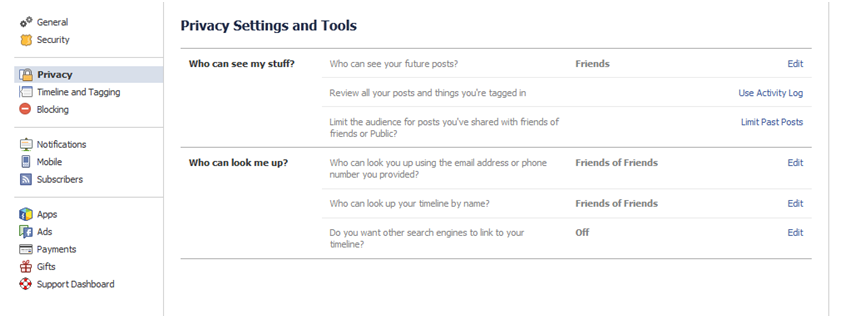 General
Security
Privacy
Timeline and Tagging
Blocking
Notifications
Mobile
Subscribers
Apps
Ads
Payments
Gifts
Support Dashboard
Privacy Settings and Tools
Who can see my stuff? Who can see your future posts? Friends Edit
Review all your posts and things you're tagged in Use Activity Log
Limit the audience for posts you've shared with friends of Limit Past Posts
friends or Public?
Who can look me up? Who can look you up using the email address or phone Friends of Friends Edit
number you provided?
Who can look up your timeline by name? Friends of Friends Edit
Do you want other search engines to link to your Off Edit
timeline?